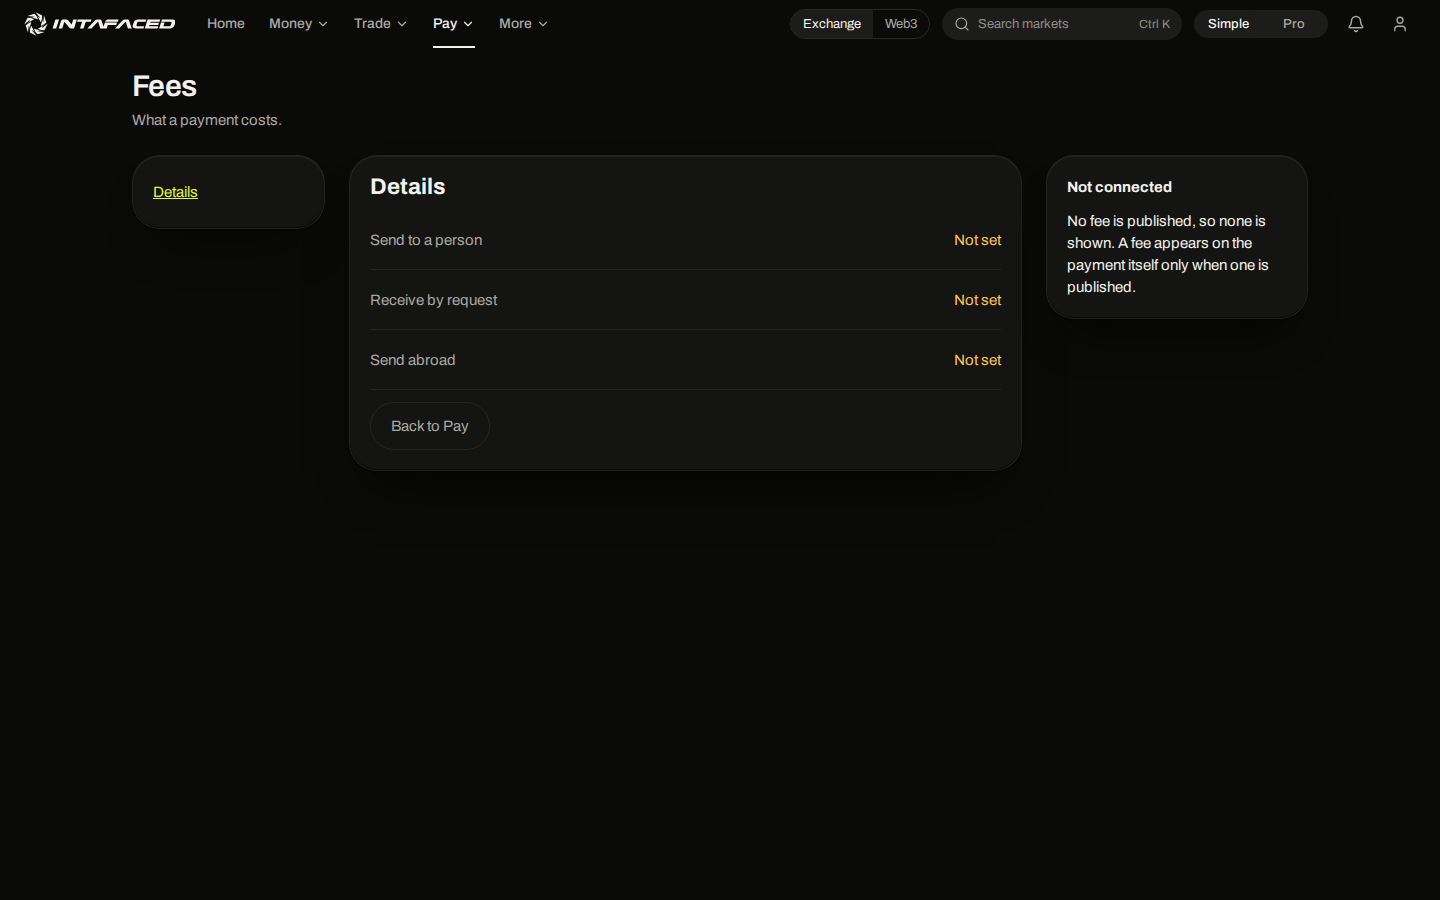 INTAFACED
Home
Money
Trade
Pay
More
Exchange
Web3
Search markets
Ctrl K
Simple
Pro
Fees
What a payment costs.
Details
Details
Send to a person
Not set
Receive by request
Not set
Send abroad
Not set
Back to Pay
Not connected
No fee is published, so none is
shown. A fee appears on the
payment itself only when one is
published.